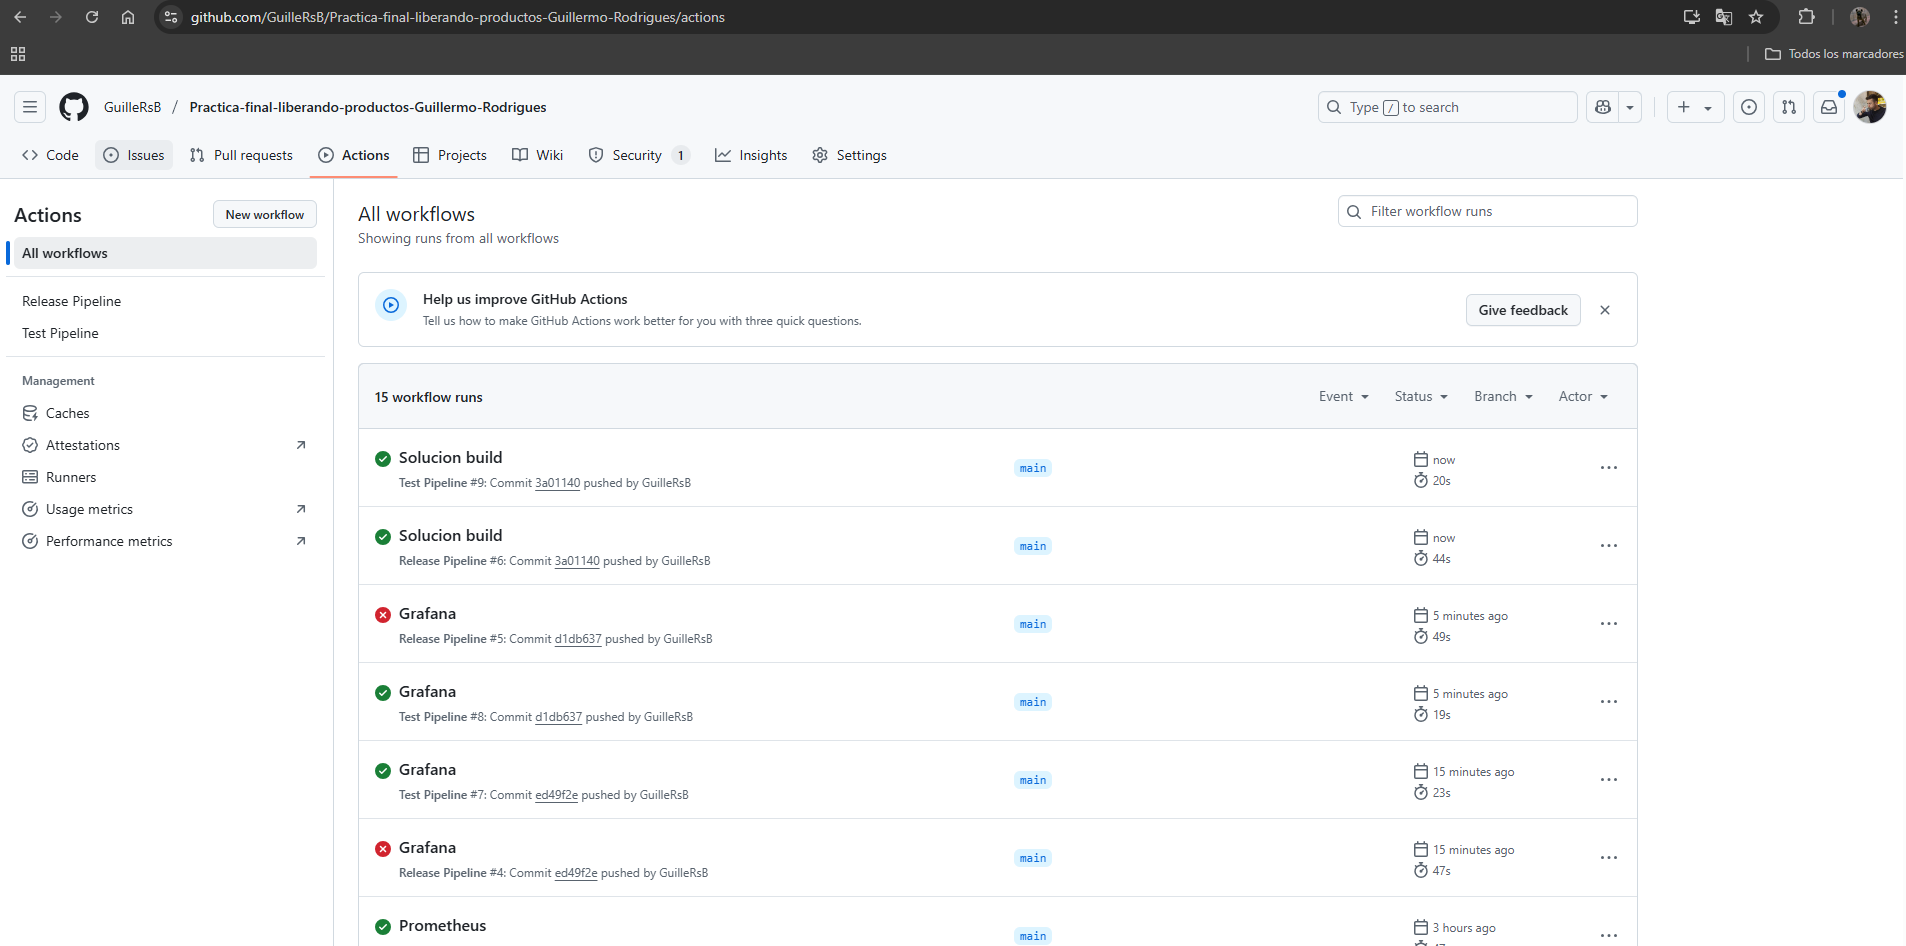 github.com/GuilleRsB/Practica-final-liberando-productos-Guillermo-Rodrigues/actions
Todos los marcadores
GuilleRsB / Practica-final-liberando-productos-Guillermo-Rodrigues
Type / to search
Code
Issues
Pull requests
Actions
Projects
Wiki
Security 1
Insights
Settings
Actions
New workflow
All workflows
Release Pipeline
Test Pipeline
Management
Caches
Attestations
Runners
Usage metrics
Performance metrics
All workflows
Showing runs from all workflows
Filter workflow runs
Help us improve GitHub Actions
Tell us how to make GitHub Actions work better for you with three quick questions.
Give feedback
15 workflow runs
Event
Status
Branch
Actor
Solucion build
Test Pipeline #9: Commit 3a01140 pushed by GuilleRsB
main
now
20s
Solucion build
Release Pipeline #6: Commit 3a01140 pushed by GuilleRsB
main
now
44s
Grafana
Release Pipeline #5: Commit d1db637 pushed by GuilleRsB
main
5 minutes ago
49s
Grafana
Test Pipeline #8: Commit d1db637 pushed by GuilleRsB
main
5 minutes ago
19s
Grafana
Test Pipeline #7: Commit ed49f2e pushed by GuilleRsB
main
15 minutes ago
23s
Grafana
Release Pipeline #4: Commit ed49f2e pushed by GuilleRsB
main
15 minutes ago
47s
Prometheus
main
3 hours ago